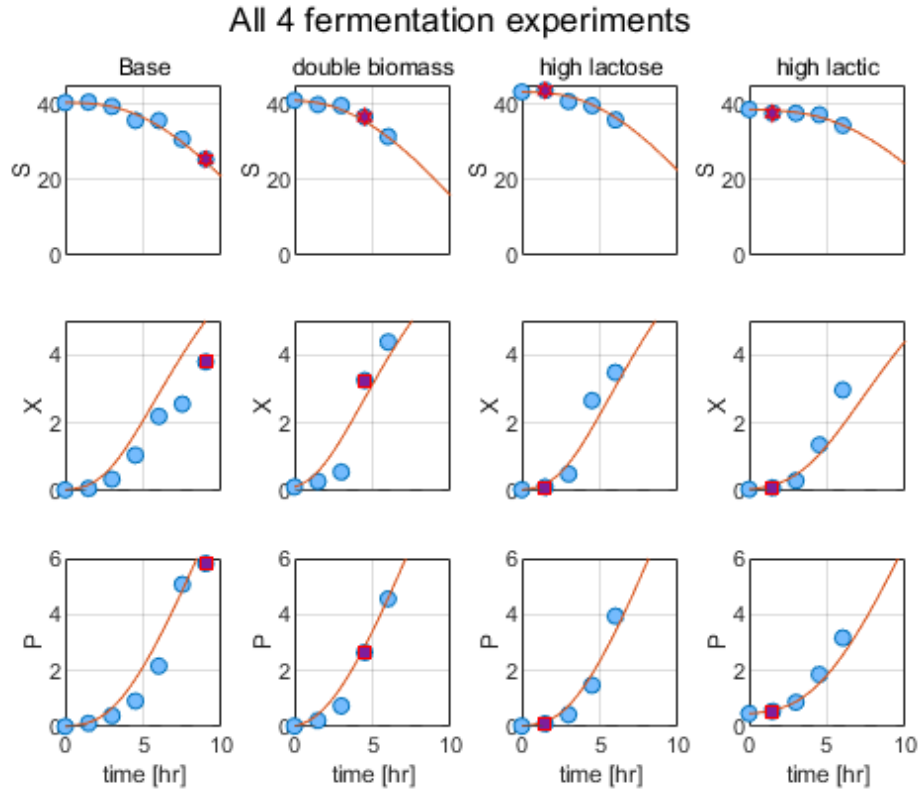 All 4 fermentation experiments
Base double biomass high lactose high lactic
S 40 20 0 S 40 20 0 S 40 20 0 S 40 20 0
X 4 2 0 X 4 2 0 X 4 2 0 X 4 2 0
P 6 4 2 0 P 6 4 2 0 P 6 4 2 0 P 6 4 2 0
0 5 10 0 5 10 0 5 10 0 5 10
time [hr] time [hr] time [hr] time [hr]